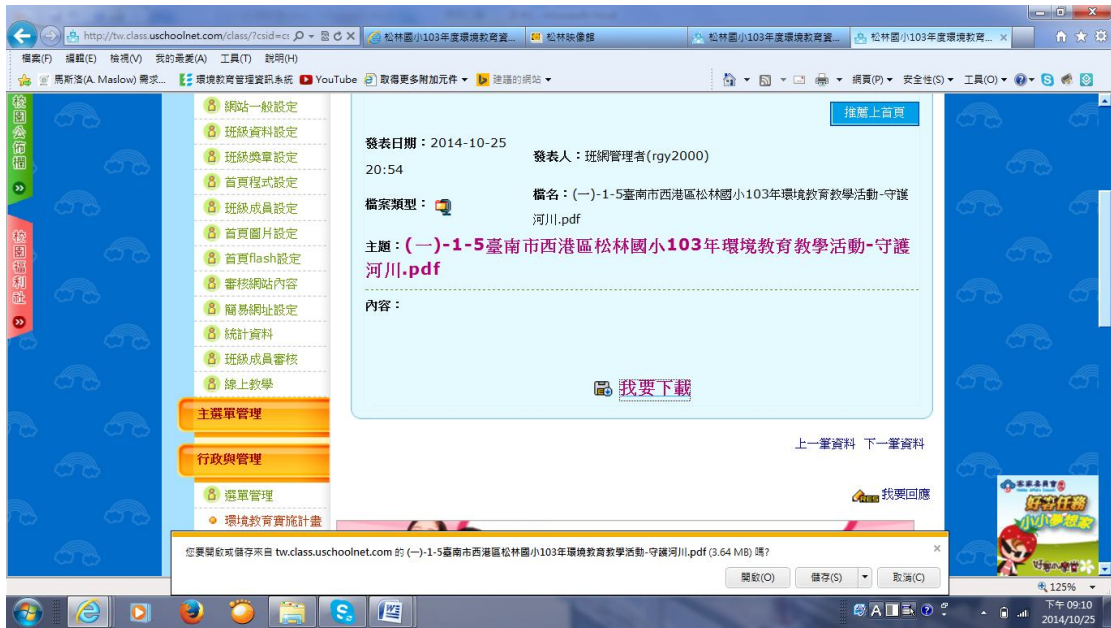 http://tw.class.uschoolnet.com/class/?csid=cs
松林國小103年度環境教育資...
松林映像館
松林國小103年度環境教育資...
松林國小103年度環境教育...
檔案(F) 編輯(E) 檢視(V) 我的最愛(A) 工具(T) 說明(H)
馬斯洛(A. Maslow) 需求...
環境教育管理資訊系統
YouTube
取得更多附加元件
建議的網站
網頁(P)
安全性(S)
工具(O)
校園公佈欄
校園福利社
網站一般設定
班級資料設定
班級獎章設定
首頁程式設定
班級成員設定
首頁圖片設定
首頁flash設定
審核網站內容
簡易網址設定
統計資料
班級成員審核
線上教學
主選單管理
行政與管理
選單管理
環境教育實施計畫
推薦上首頁
發表日期：2014-10-25
20:54
發表人：班網管理者(rgy2000)
檔案類型：
檔名：(一)-1-5臺南市西港區松林國小103年環境教育教學活動-守護
河川.pdf
主題：(一)-1-5臺南市西港區松林國小103年環境教育教學活
動-守護河川.pdf
內容：
我要下載
上一筆資料 下一筆資料
我要回應
客家委員會
好客任務
小小夢想家
您要開啟或儲存來自 tw.class.uschoolnet.com 的 (一)-1-5臺南市西港區松林國小103年環境教育教學活動-守護河川.pdf (3.64 MB) 嗎?
開啟(O)
儲存(S)
取消(C)
125%
下午 09:10
2014/10/25